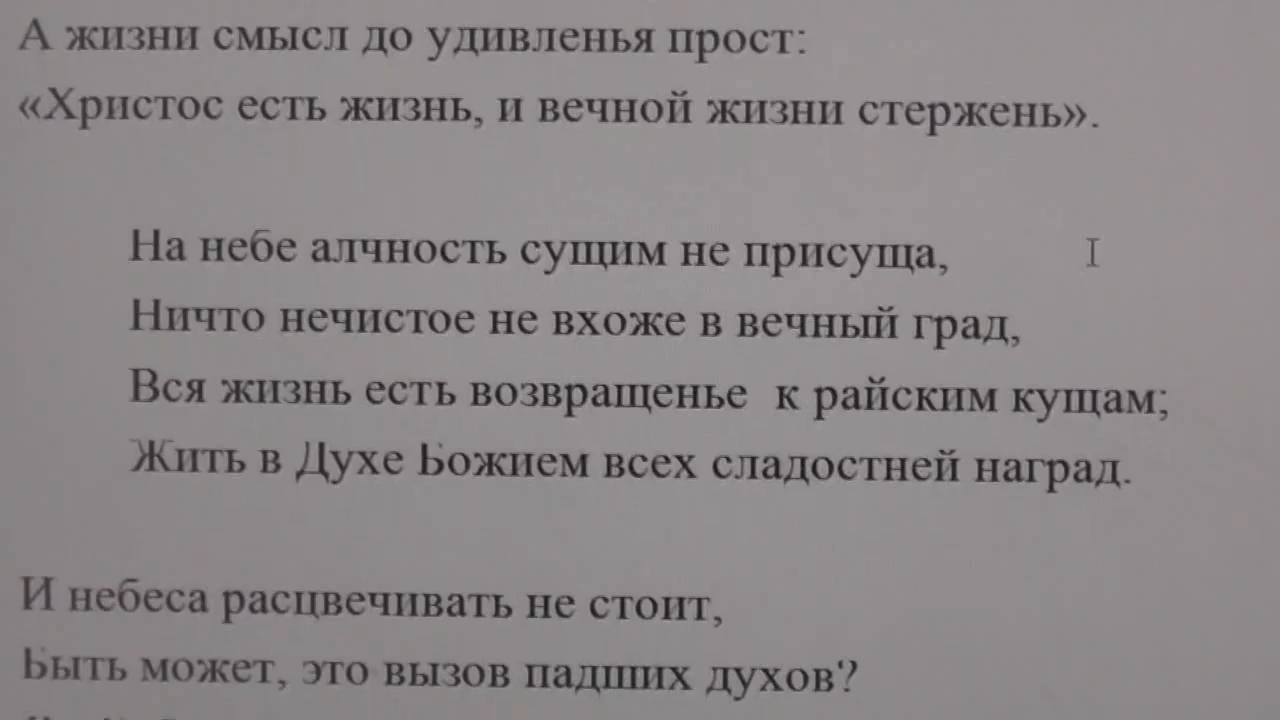 А жизни смысл до удивленья прост:
«Христос есть жизнь, и вечной жизни стержень».
На небе алчность сущим не присуща,
Ничто нечистое не вхоже в вечный град,
Вся жизнь есть возвращенье к райским кущам;
Жить в Духе Божием всех сладостней наград.
И небеса расцвечивать не стоит,
Быть может, это вызов падших духов?